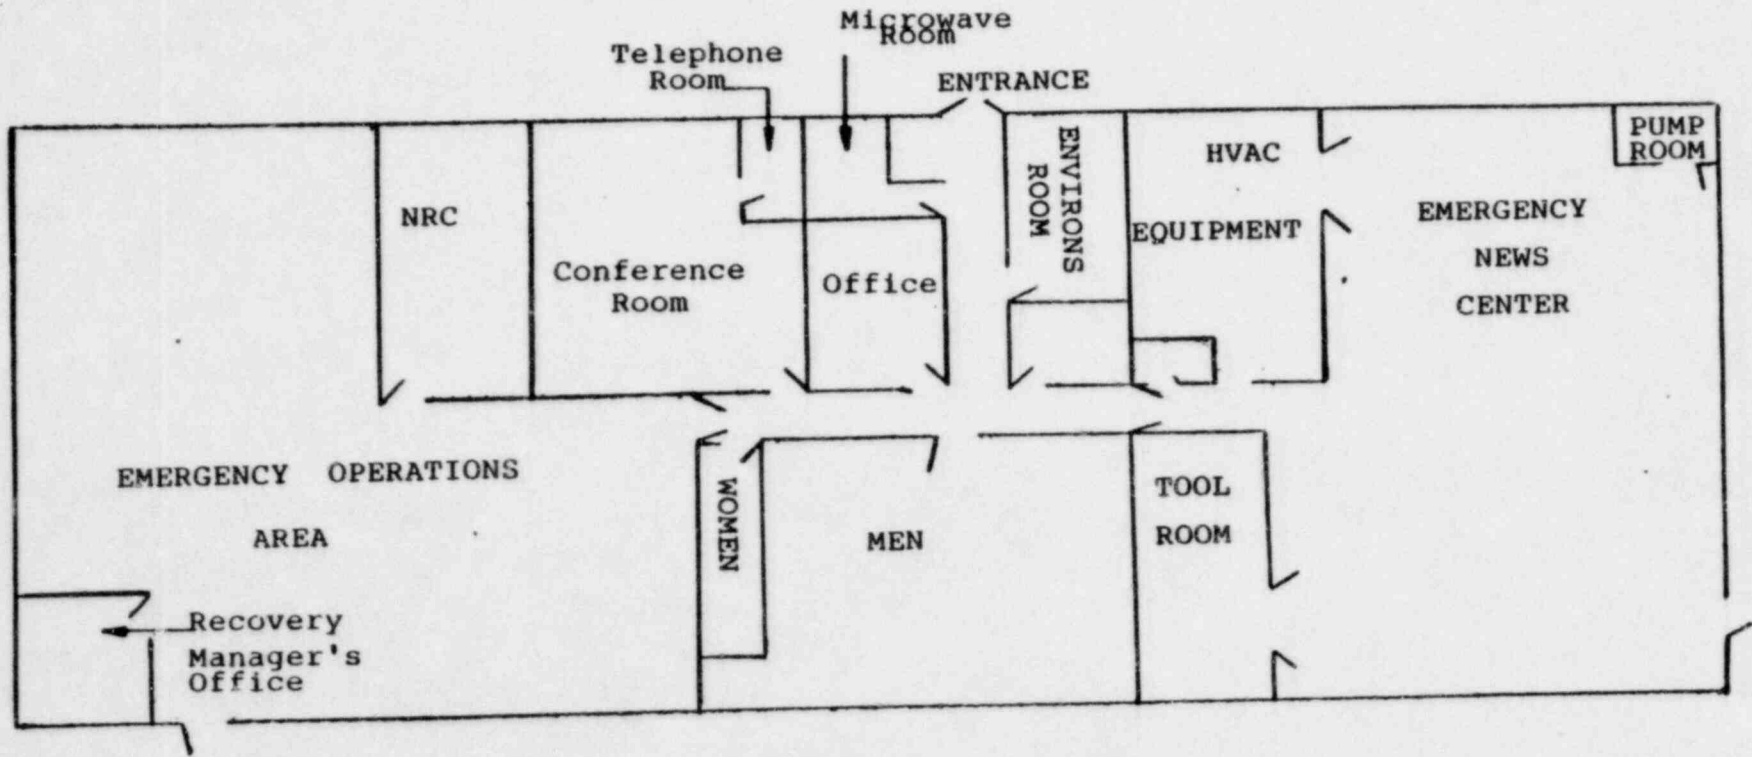 Microwave
Room
Telephone
Room
ENTRANCE
PUMP
ROOM
HVAC
ENVIRONS
ROOM
NRC
EQUIPMENT
EMERGENCY
NEWS
CENTER
Conference
Room
Office
EMERGENCY OPERATIONS
AREA
WOMEN
MEN
TOOL
ROOM
Recovery
Manager's
Office